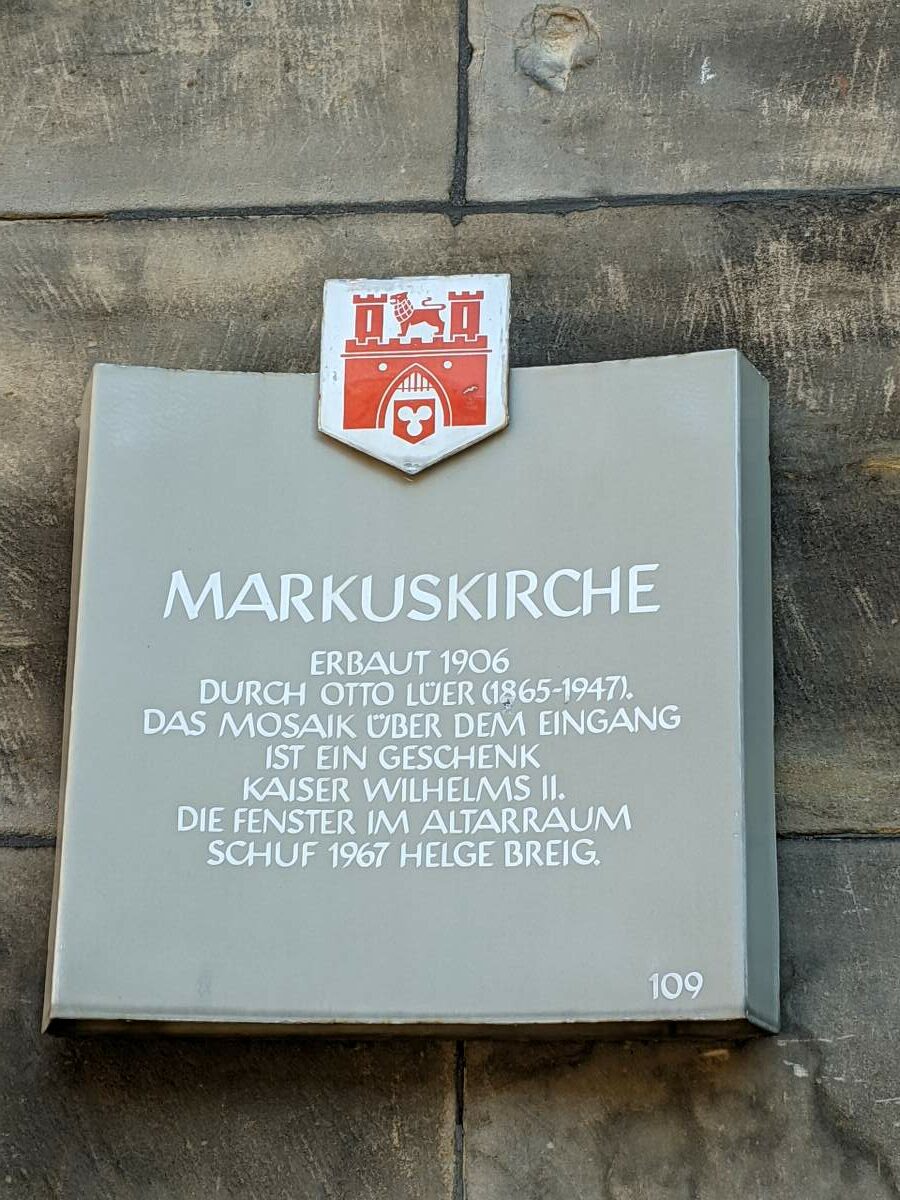 MARKUSKIRCHE
ERBAUT 1906
DURCH OTTO LÜER (1865-1947).
DAS MOSAIK ÜBER DEM EINGANG
IST EIN GESCHENK
KAISER WILHELMS II.
DIE FENSTER IM ALTARRAUM
SCHUF 1967 HELGE BREIG.
109